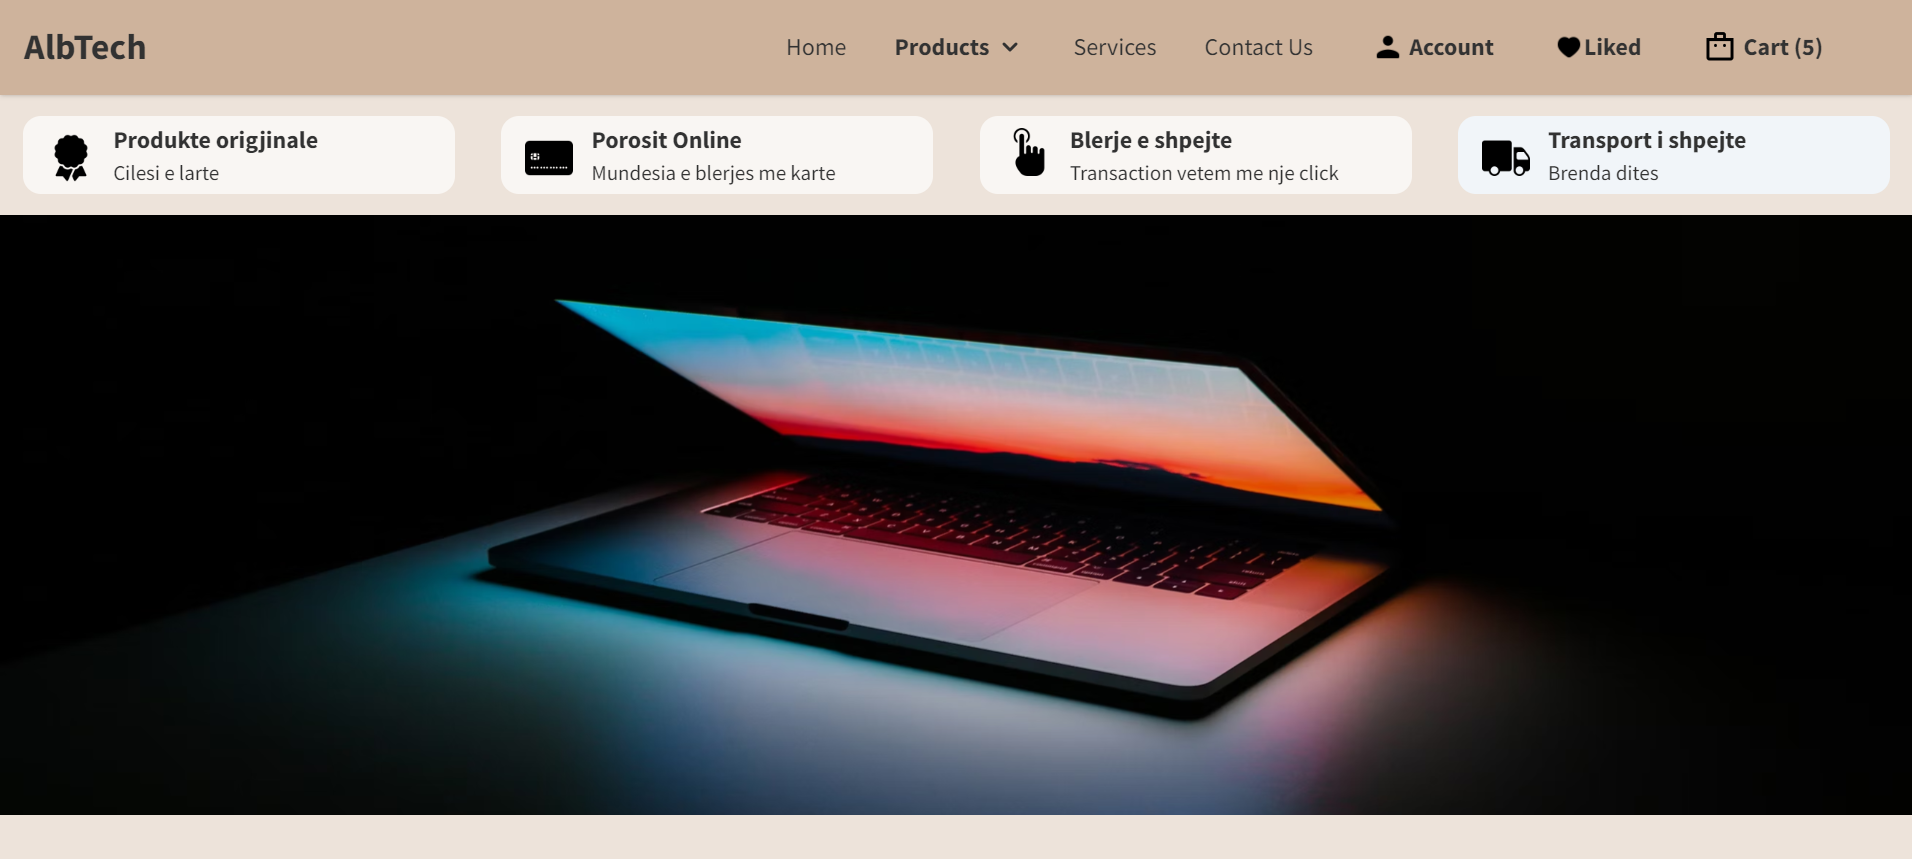 AlbTech
Home
Products
Services
Contact Us
Account
Liked
Cart (5)
Produkte origjinale
Cilesi e larte
Porosit Online
Mundesia e blerjes me karte
Blerje e shpejte
Transaction vetem me nje click
Transport i shpejte
Brenda dites